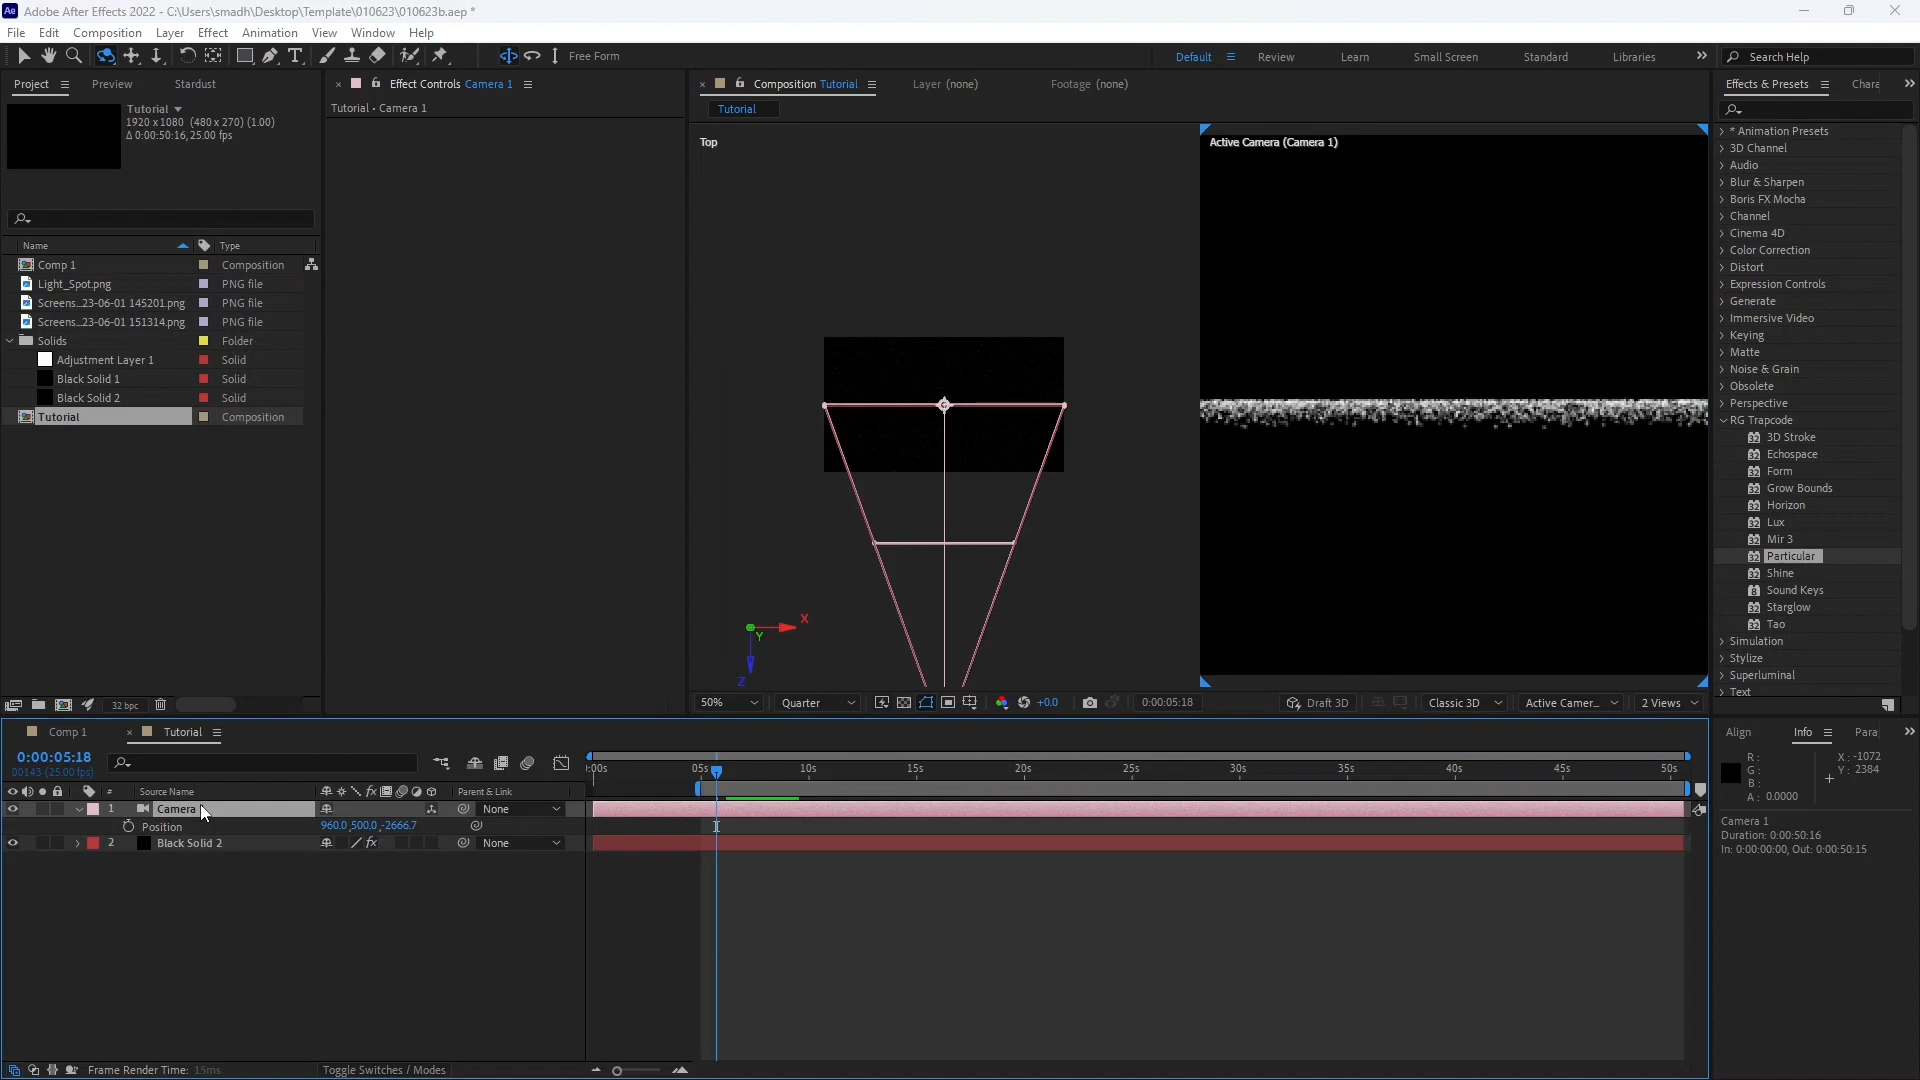 Adobe After Effects 2022 - C:\Users\smadh\Desktop\Template\010623\010623b.aep *
File Edit Composition Layer Effect Animation View Window Help
Free Form
Default Review Learn Small Screen Standard Libraries Search Help
Project Preview Stardust
Effect Controls Camera 1
Composition Tutorial Layer (none) Footage (none)
Effects & Presets Chara
Tutorial
1920 x 1080 (480 x 270) (1.00)
Δ 0:00:50:16, 25.00 fps
Tutorial • Camera 1
Tutorial
Top
Active Camera (Camera 1)
Name Type
Comp 1 Composition
Light_Spot.png PNG file
Screens...23-06-01 145201.png PNG file
Screens...23-06-01 151314.png PNG file
Solids Folder
Adjustment Layer 1 Solid
Black Solid 1 Solid
Black Solid 2 Solid
Tutorial Composition
X
Y
Z
* Animation Presets
3D Channel
Audio
Blur & Sharpen
Boris FX Mocha
Channel
Cinema 4D
Color Correction
Distort
Expression Controls
Generate
Immersive Video
Keying
Matte
Noise & Grain
Obsolete
Perspective
RG Trapcode
3D Stroke
Echospace
Form
Grow Bounds
Horizon
Lux
Mir 3
Particular
Shine
Sound Keys
Starglow
Tao
Simulation
Stylize
Superluminal
Text
32 bpc
50% Quarter +0.0 0:00:05:18 Draft 3D Classic 3D Active Camer... 2 Views
Comp 1 Tutorial
0:00:05:18
00143 (25.00 fps)
:00s 05s 10s 15s 20s 25s 30s 35s 40s 45s 50s
# Source Name Parent & Link
1 Camera None
Position 960.0,500.0,-2666.7
2 Black Solid 2 None
Align Info Para
R :
G :
B :
A : 0.0000
X : -1072
Y : 2384
Camera 1
Duration: 0:00:50:16
In: 0:00:00:00, Out: 0:00:50:15
Frame Render Time: 15ms Toggle Switches / Modes